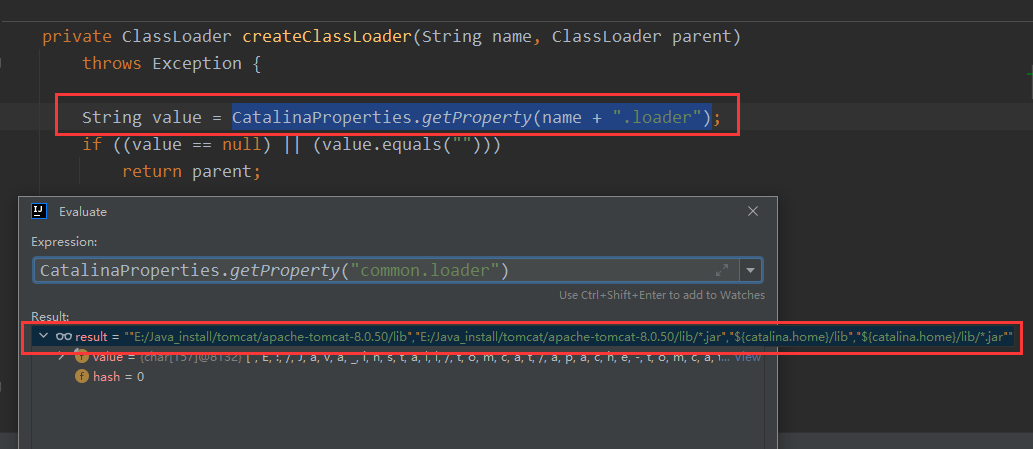 private ClassLoader createClassLoader(String name, ClassLoader parent)
throws Exception {
String value = CatalinaProperties.getProperty(name + ".loader");
if ((value == null) || (value.equals("")))
return parent;
Evaluate
Expression:
CatalinaProperties.getProperty("common.loader")
Use Ctrl+Shift+Enter to add to Watches
Result:
result = ""E:/Java_install/tomcat/apache-tomcat-8.0.50/lib","E:/Java_install/tomcat/apache-tomcat-8.0.50/lib/*.jar","${catalina.home}/lib","${catalina.home}/lib/*.jar""
value = {char[157]@8132} [ , E, :, /, J, a, v, a, _, i, n, s, t, a, l, l, /, t, o, m, c, a, t, /, a, p, a, c, h, e, -, t, o, m, c, a, ... View
hash = 0